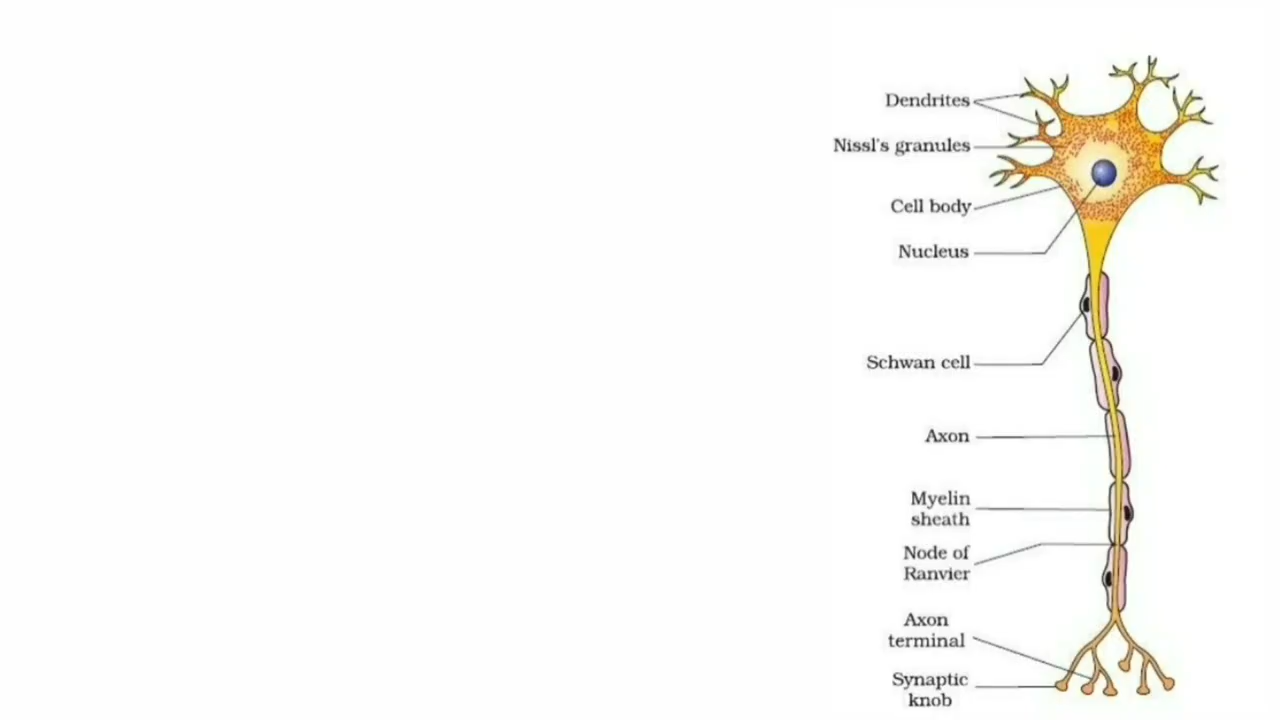 Dendrites
Nissl's granules
Cell body
Nucleus
Schwan cell
Axon
Myelin
sheath
Node of
Ranvier
Axon
terminal
Synaptic
knob